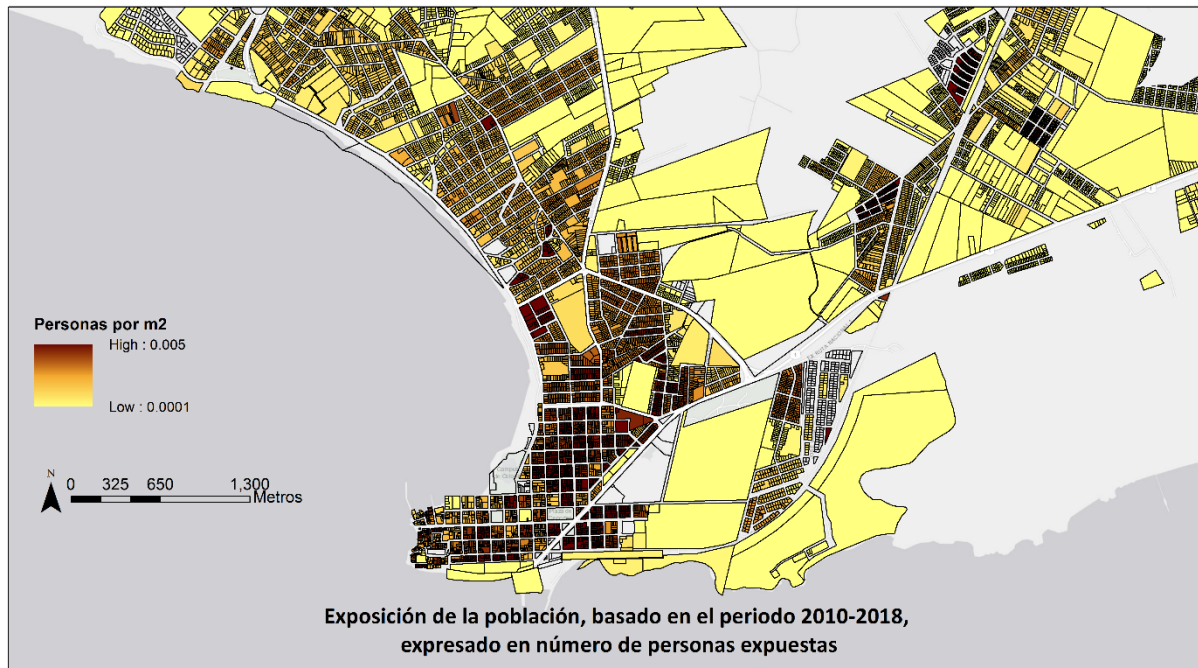 Personas por m2
High : 0.005
Low : 0.0001
N
0 325 650 1,300
Metros
Exposición de la población, basado en el periodo 2010-2018,
expresado en número de personas expuestas